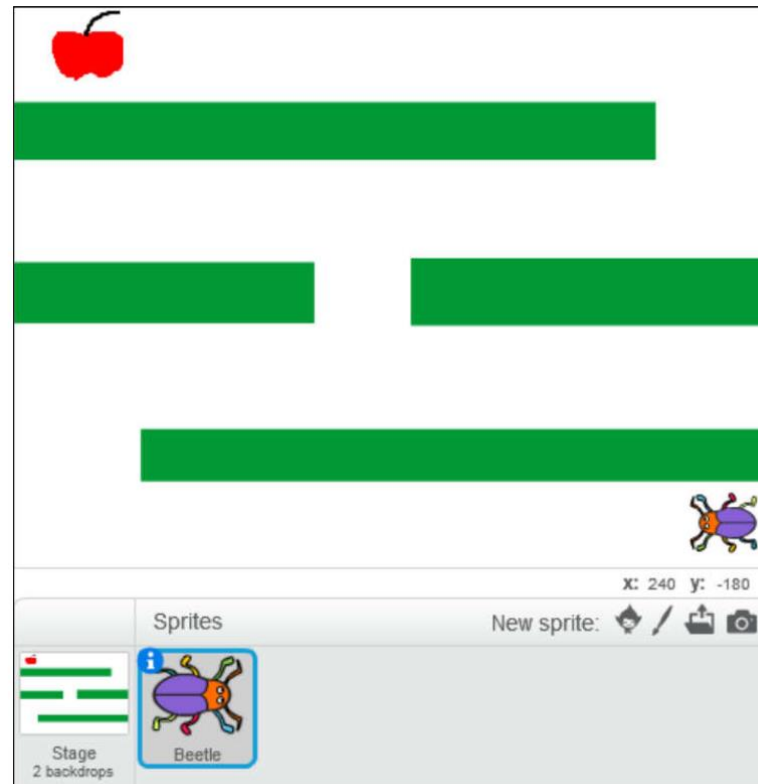 x: 240 y: -180
Sprites
New sprite:
i
Stage
2 backdrops
Beetle